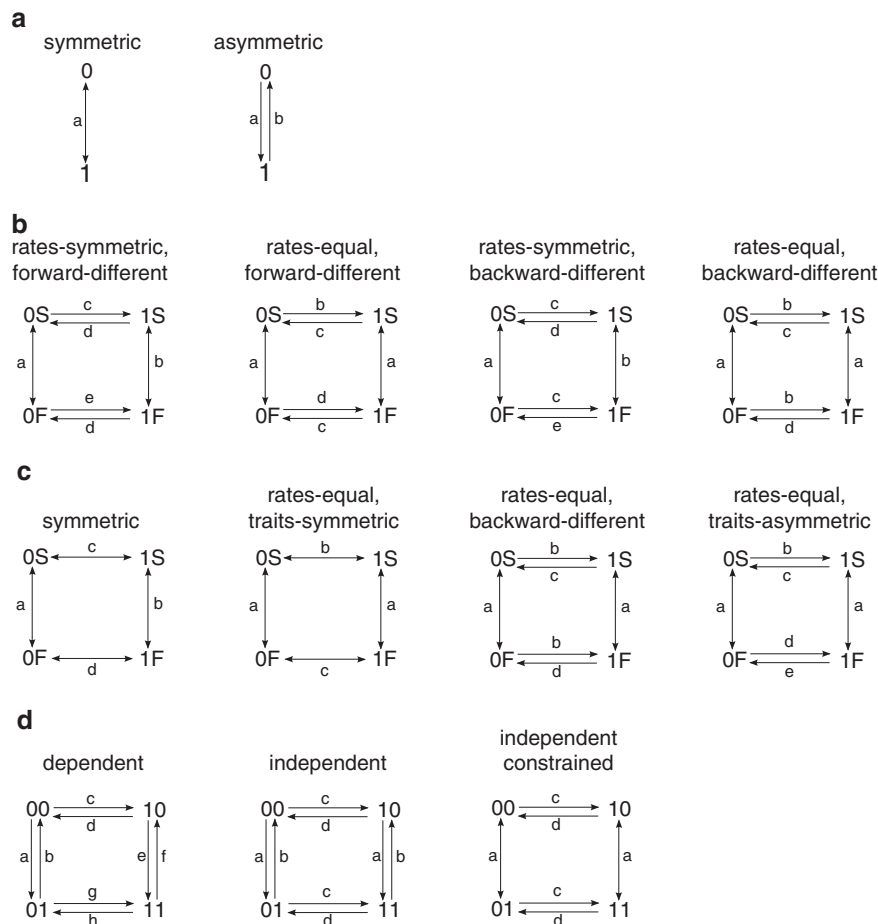 a
symmetric
asymmetric
0
0
a
a
b
1
1
b
rates-symmetric,
forward-different
rates-equal,
forward-different
rates-symmetric,
backward-different
rates-equal,
backward-different
0S
c
1S
d
a
b
0F
e
1F
d
0S
b
1S
c
a
a
0F
d
1F
c
0S
c
1S
d
a
b
0F
c
1F
e
0S
b
1S
c
a
a
0F
b
1F
d
c
symmetric
rates-equal,
traits-symmetric
rates-equal,
backward-different
rates-equal,
traits-asymmetric
0S
c
1S
a
b
0F
d
1F
0S
b
1S
a
a
0F
c
1F
0S
b
1S
c
a
a
0F
b
1F
d
0S
b
1S
c
a
a
0F
d
1F
e
d
dependent
independent
independent
constrained
00
c
10
d
a
b
e
f
01
g
11
h
00
c
10
d
a
b
a
b
01
c
11
d
00
c
10
d
a
a
01
c
11
d